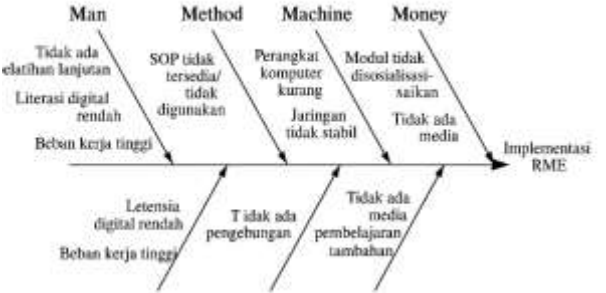 Man
Method
Machine
Money
Tidak ada
elatihan lanjutan
Literasi digital
rendah
Beban kerja tinggi
SOP tidak
tersedia/
tidak
digunakan
Perangkat
komputer
kurang
Jaringan
tidak stabil
Modul tidak
disosialisasi-
saikan
Tidak ada
media
Implementasi
RME
Letensia
digital rendah
Beban kerja tinggi
T idak ada
pengebungan
Tidak ada
media
pembelajaran
tambahan